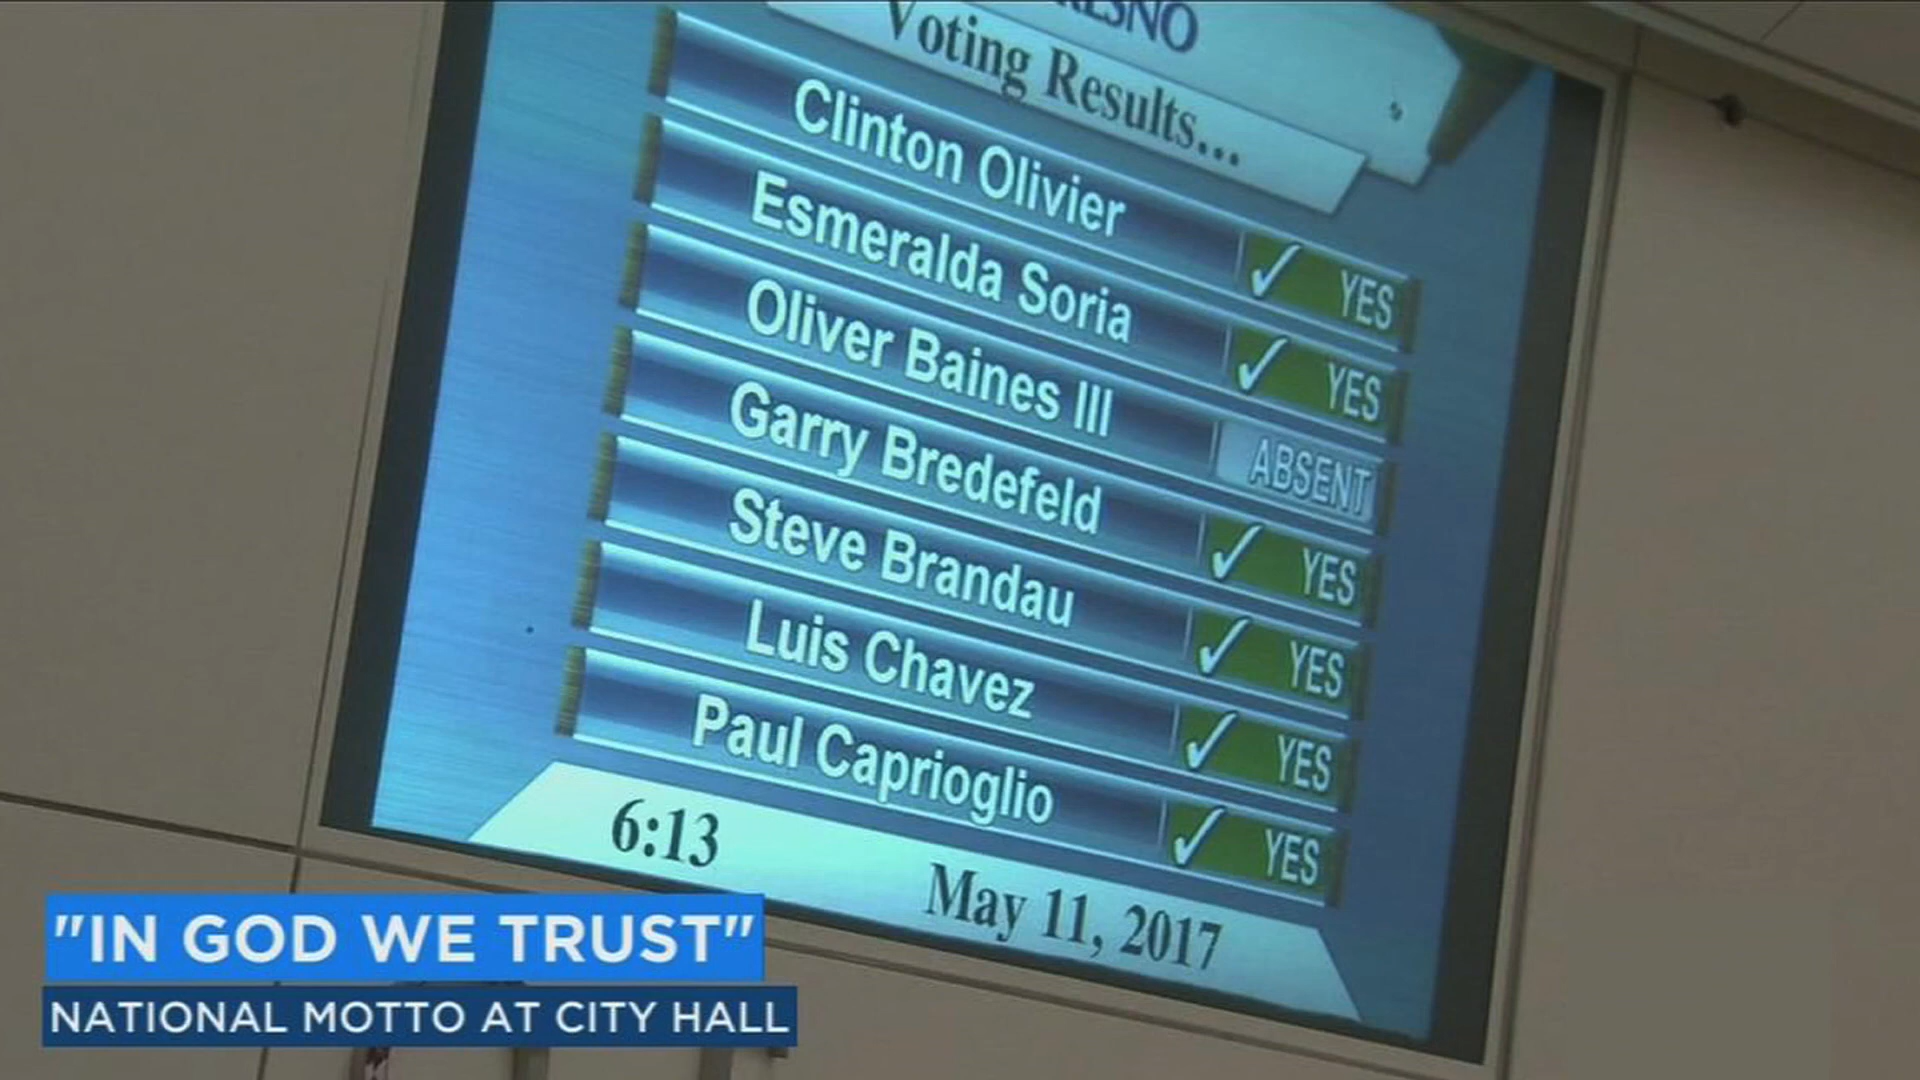 Voting Results...
Clinton Olivier ✓ YES
Esmeralda Soria ✓ YES
Oliver Baines III ABSENT
Garry Bredefeld ✓ YES
Steve Brandau ✓ YES
Luis Chavez ✓ YES
Paul Caprioglio ✓ YES
6:13 May 11, 2017
"IN GOD WE TRUST"
NATIONAL MOTTO AT CITY HALL